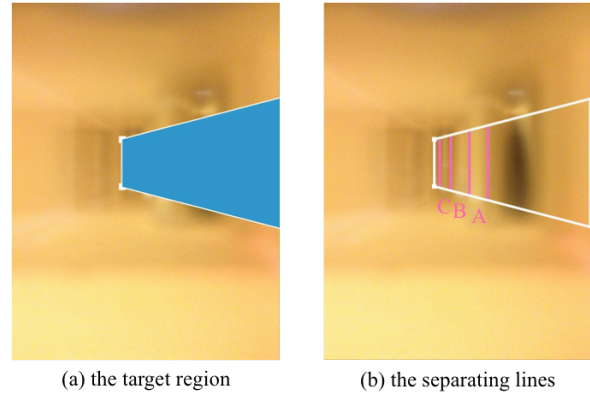 C B A
(a) the target region
(b) the separating lines